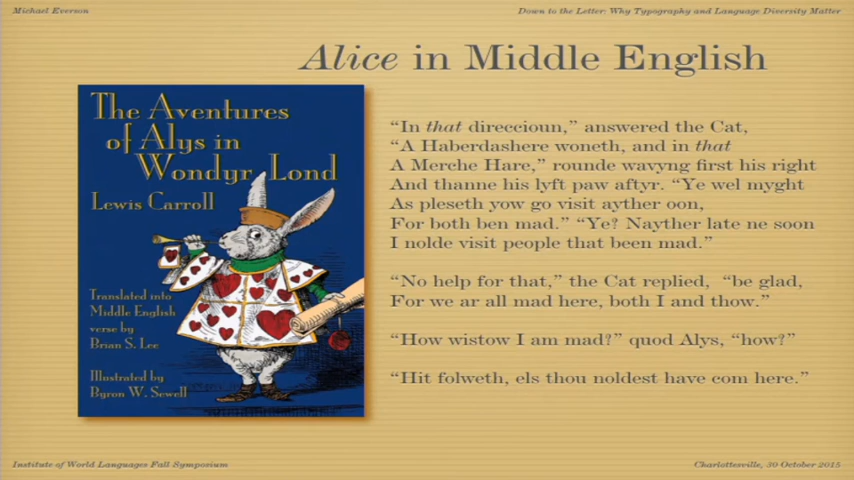 Michael Everson
Down to the Letter: Why Typography and Language Diversity Matter
Alice in Middle English
The Aventures
of Alys in
Wondyr Lond
Lewis Carroll
Translated into
Middle English
verse by
Brian S. Lee
Illustrated by
Byron W. Sewell
“In that direccioun,” answered the Cat,
“A Haberdashere woneth, and in that
A Merche Hare,” rounde wavyng first his right
And thanne his lyft paw aftyr. “Ye wel myght
As pleseth yow go visit ayther oon,
For both ben mad.” “Ye? Nayther late ne soon
I nolde visit people that been mad.”
“No help for that,” the Cat replied, “be glad,
For we ar all mad here, both I and thow.”
“How wistow I am mad?” quod Alys, “how?”
“Hit folweth, els thou noldest have com here.”
Institute of World Languages Fall Symposium
Charlottesville, 30 October 2015